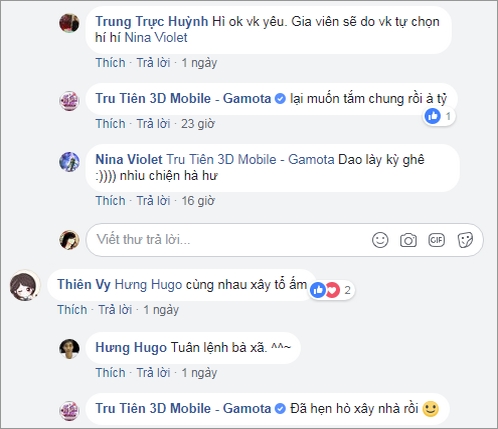 Trung Trực Huỳnh Hì ok vk yêu. Gia viên sẽ do vk tự chọn
hí hí Nina Violet
Thích · Trả lời · 1 ngày
Tru Tiên 3D Mobile - Gamota lại muốn tắm chung rồi à tỷ
1
Thích · Trả lời · 23 giờ
Nina Violet Tru Tiên 3D Mobile - Gamota Dao lày kỳ ghê
:)))) nhìu chiện hà hư
Thích · Trả lời · 16 giờ
Viết thư trả lời...
GIF
Thiên Vy Hưng Hugo cùng nhau xây tổ ấm
2
Thích · Trả lời · 1 ngày
Hưng Hugo Tuân lệnh bà xã. ^^~
Thích · Trả lời · 1 ngày
Tru Tiên 3D Mobile - Gamota Đã hẹn hò xây nhà rồi